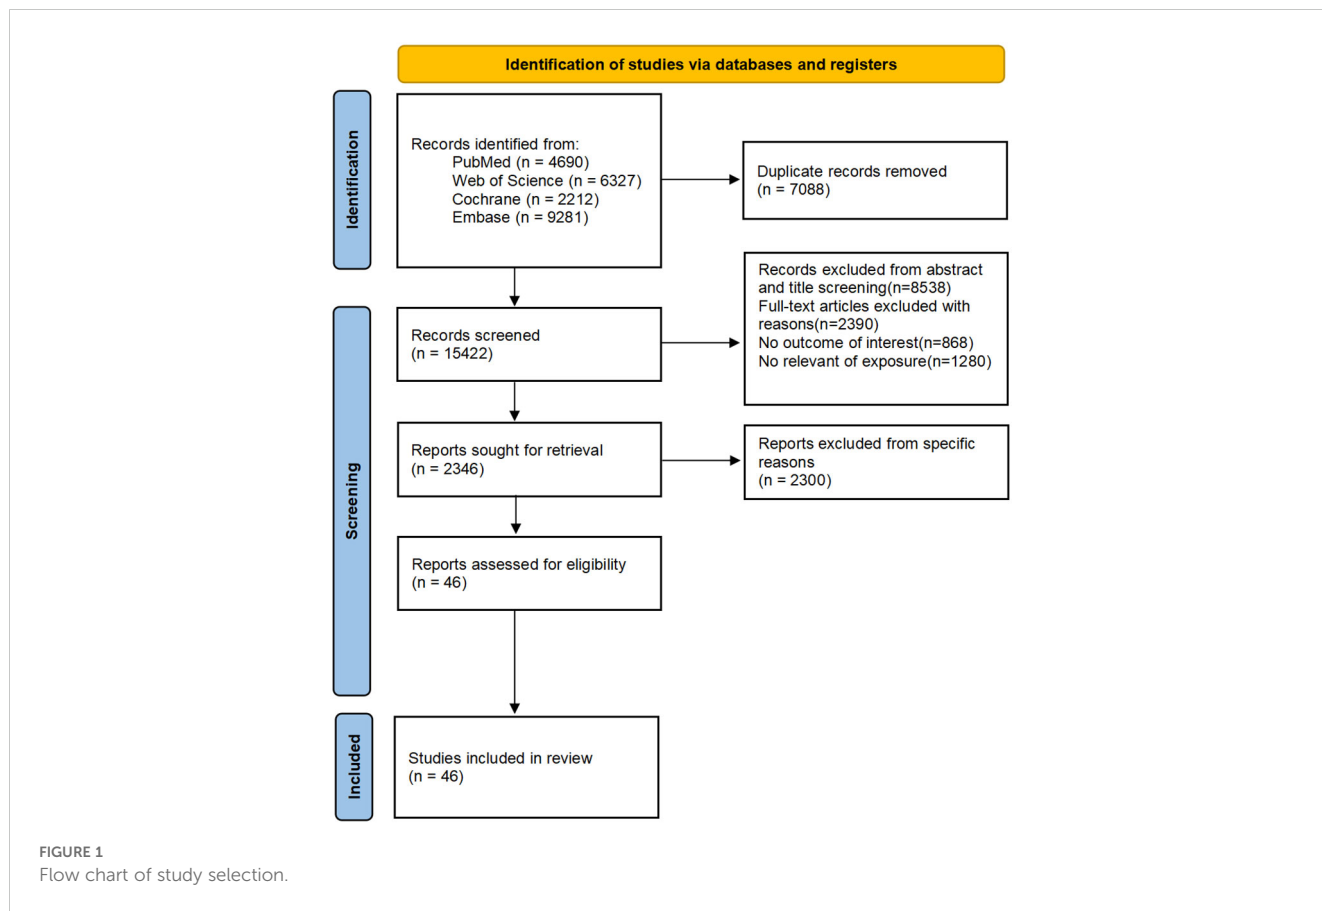 Identification of studies via databases and registers
Identification
Records identified from:
PubMed (n = 4690)
Web of Science (n = 6327)
Cochrane (n = 2212)
Embase (n = 9281)
Duplicate records removed
(n = 7088)
Screening
Records screened
(n = 15422)
Records excluded from abstract
and title screening(n=8538)
Full-text articles excluded with
reasons(n=2390)
No outcome of interest(n=868)
No relevant of exposure(n=1280)
Reports sought for retrieval
(n = 2346)
Reports excluded from specific
reasons
(n = 2300)
Reports assessed for eligibility
(n = 46)
Included
Studies included in review
(n = 46)
FIGURE 1
Flow chart of study selection.